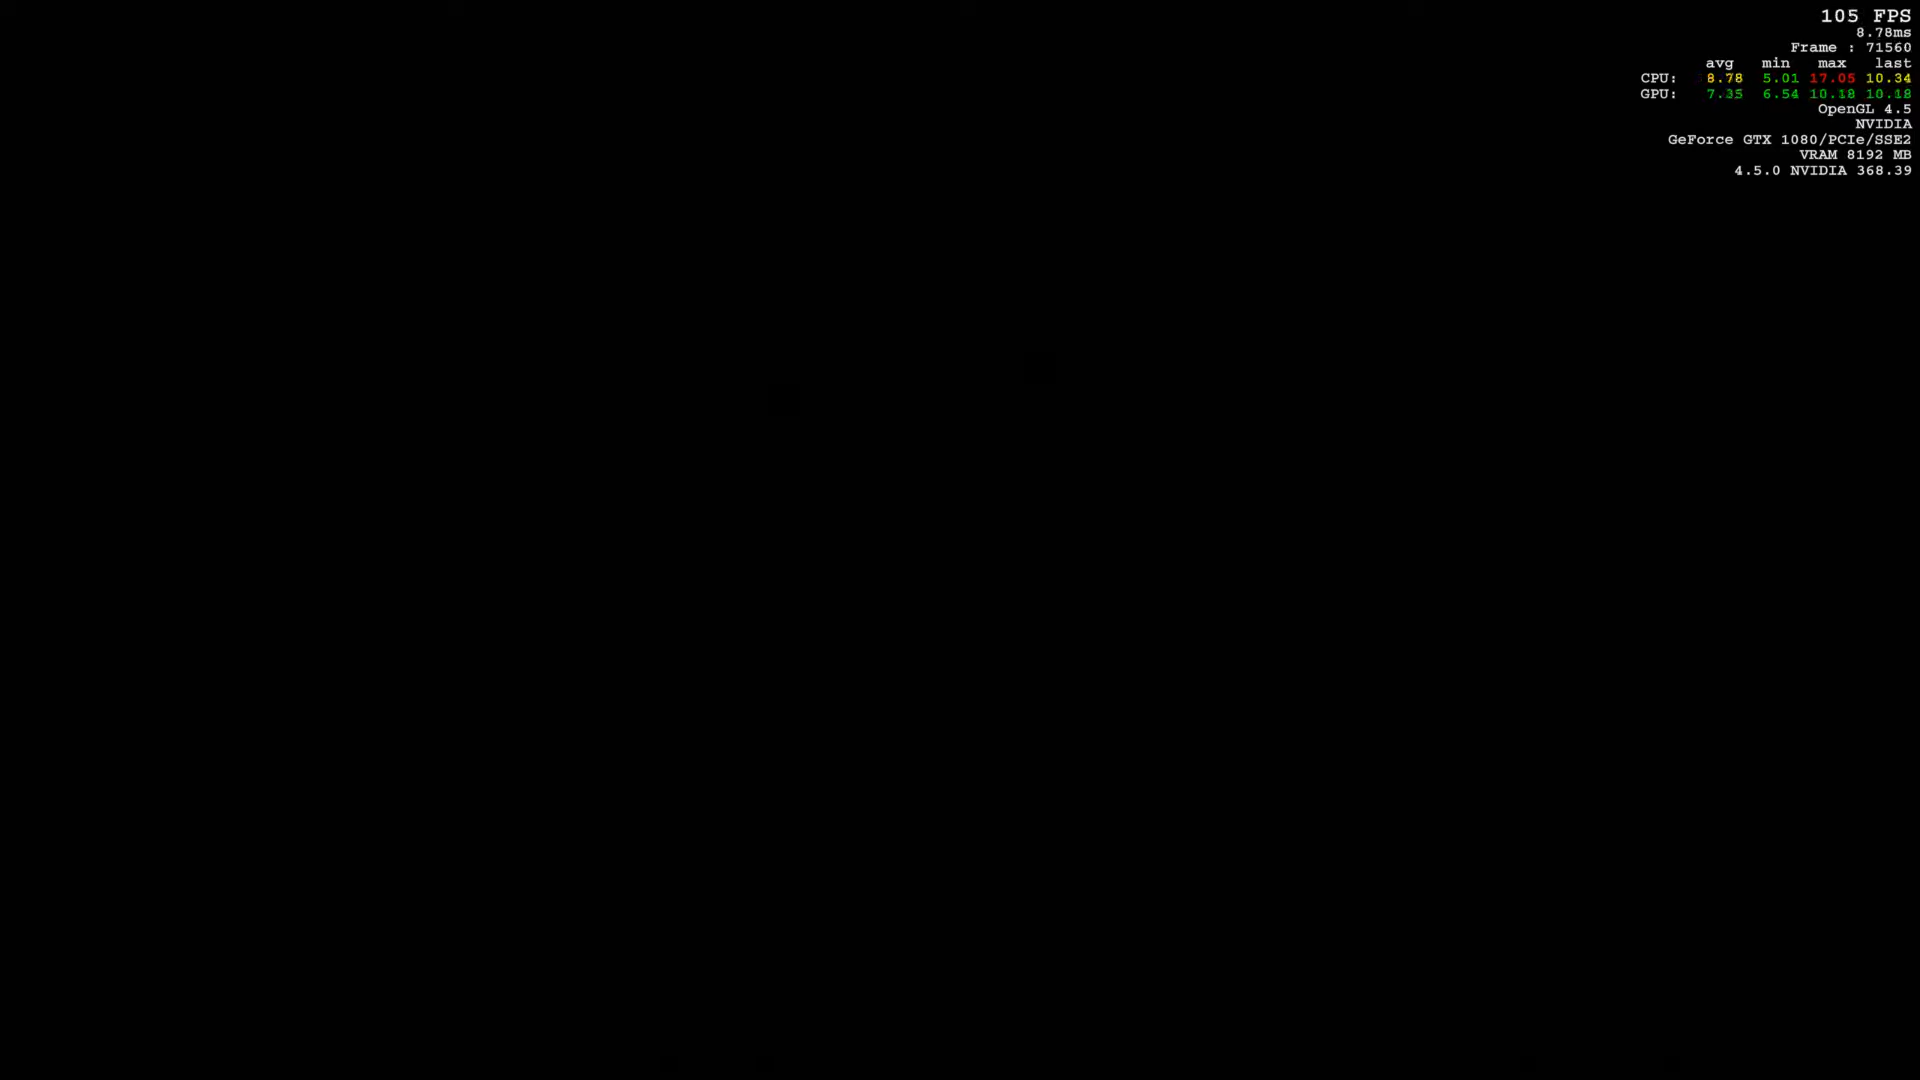 105 FPS
8.78ms
Frame : 71560
avg min max last
CPU: 8.78 5.01 17.05 10.34
GPU: 7.35 6.54 10.18 10.18
OpenGL 4.5
NVIDIA
GeForce GTX 1080/PCIe/SSE2
VRAM 8192 MB
4.5.0 NVIDIA 368.39